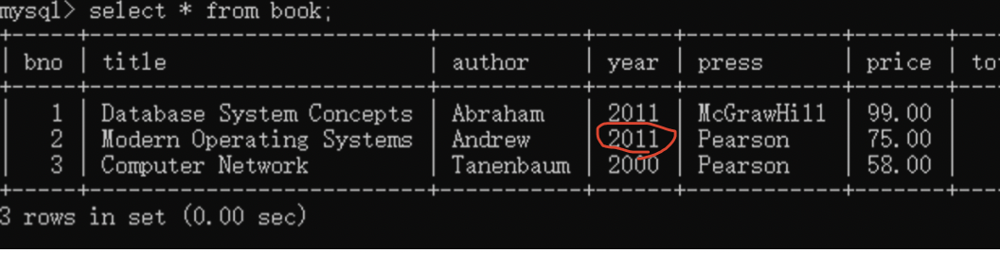 mysql> select * from book;
| bno | title | author | year | press | price | to
| 1 | Database System Concepts | Abraham | 2011 | McGrawHill | 99.00 |
| 2 | Modern Operating Systems | Andrew | 2011 | Pearson | 75.00 |
| 3 | Computer Network | Tanenbaum | 2000 | Pearson | 58.00 |
3 rows in set (0.00 sec)